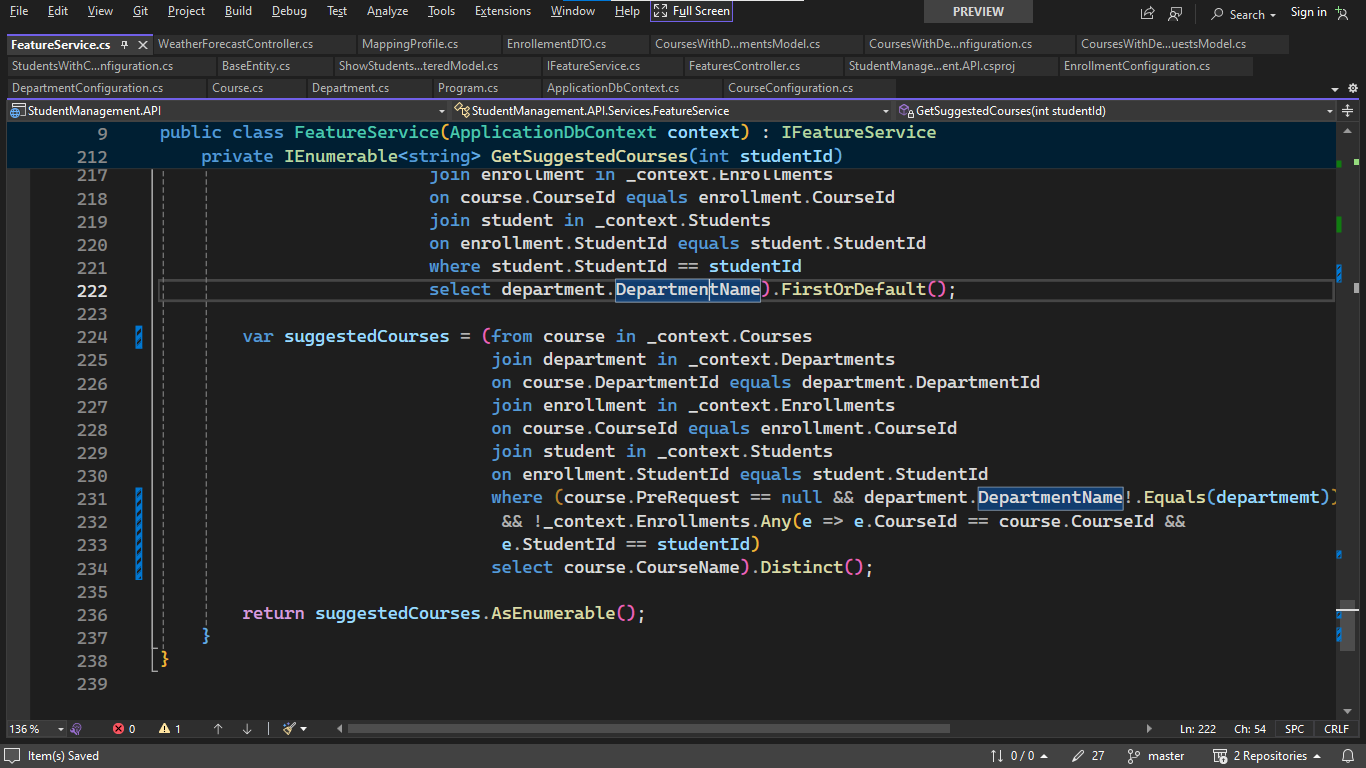 File Edit View Git Project Build Debug Test Analyze Tools Extensions Window Help Full Screen PREVIEW Search Sign in
FeatureService.cs WeatherForecastController.cs MappingProfile.cs EnrollementDTO.cs CoursesWithD...mentsModel.cs CoursesWithDe...nfiguration.cs CoursesWithDe...uestsModel.cs
StudentsWithC...nfiguration.cs BaseEntity.cs ShowStudents...teredModel.cs IFeatureService.cs FeaturesController.cs StudentManage...ent.API.csproj EnrollmentConfiguration.cs
DepartmentConfiguration.cs Course.cs Department.cs Program.cs ApplicationDbContext.cs CourseConfiguration.cs
StudentManagement.API StudentManagement.API.Services.FeatureService GetSuggestedCourses(int studentId)
9 public class FeatureService(ApplicationDbContext context) : IFeatureService
212 private IEnumerable<string> GetSuggestedCourses(int studentId)
217 join enrollment in _context.Enrollments
218 on course.CourseId equals enrollment.CourseId
219 join student in _context.Students
220 on enrollment.StudentId equals student.StudentId
221 where student.StudentId == studentId
222 select department.DepartmentName).FirstOrDefault();
223
224 var suggestedCourses = (from course in _context.Courses
225 join department in _context.Departments
226 on course.DepartmentId equals department.DepartmentId
227 join enrollment in _context.Enrollments
228 on course.CourseId equals enrollment.CourseId
229 join student in _context.Students
230 on enrollment.StudentId equals student.StudentId
231 where (course.PreRequest == null && department.DepartmentName!.Equals(departmemt))
232 && !_context.Enrollments.Any(e => e.CourseId == course.CourseId &&
233 e.StudentId == studentId)
234 select course.CourseName).Distinct();
235
236 return suggestedCourses.AsEnumerable();
237 }
238 }
239
136 % 0 1 Ln: 222 Ch: 54 SPC CRLF
Item(s) Saved 0 / 0 27 master 2 Repositories